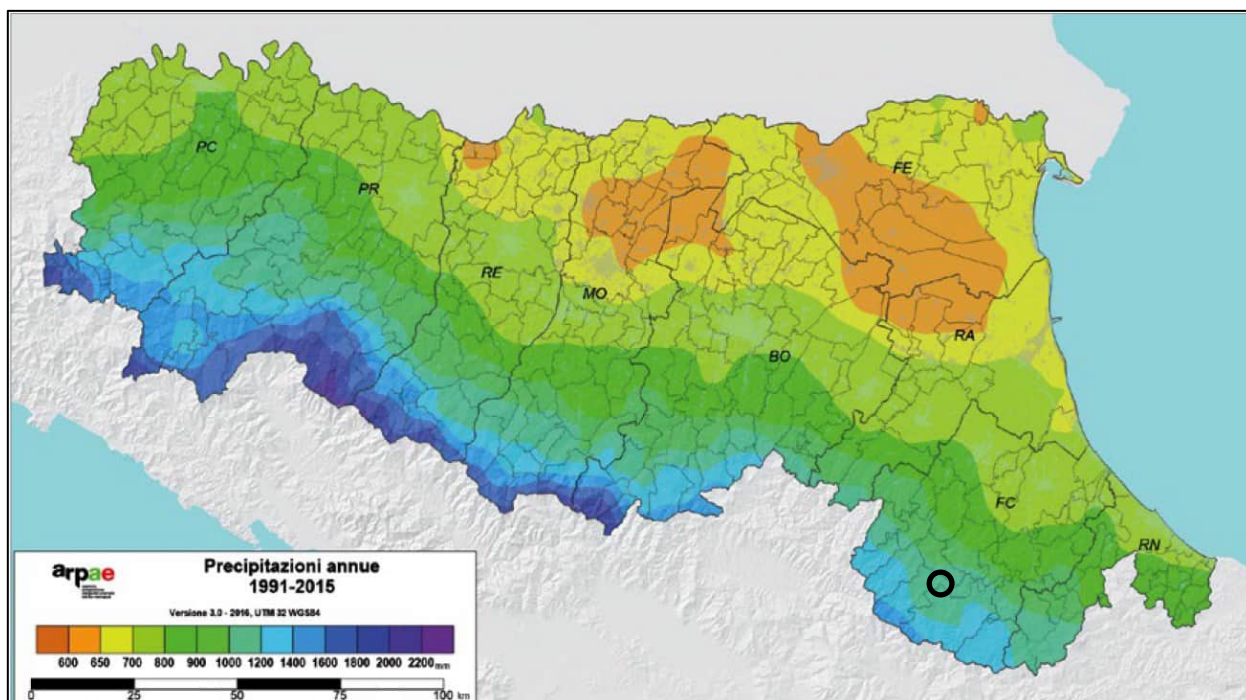 PC
FE
PR
RE
MO
RA
BO
FC
RN
arpae
Precipitazioni annue
1991-2015
Versione 3.0 - 2016, UTM 32 WGS84
600 650 700 800 900 1000 1200 1400 1600 1800 2000 2200 mm
0 25 50 75 100 km